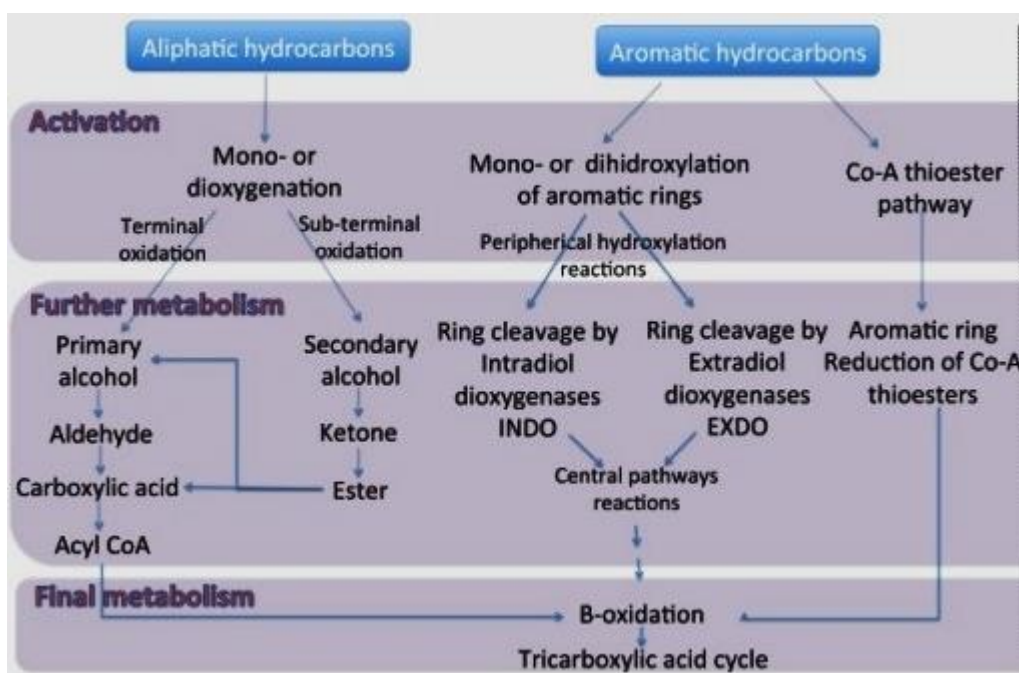 Aliphatic hydrocarbons
Aromatic hydrocarbons
Activation
Mono- or
dioxygenation
Mono- or dihidroxylation
of aromatic rings
Co-A thioester
pathway
Terminal
oxidation
Sub-terminal
oxidation
Peripherical hydroxylation
reactions
Further metabolism
Primary
alcohol
Secondary
alcohol
Ring cleavage by
Intradiol
dioxygenases
INDO
Ring cleavage by
Extradiol
dioxygenases
EXDO
Aromatic ring
Reduction of Co-A
thioesters
Aldehyde
Ketone
Carboxylic acid
Ester
Central pathways
reactions
Acyl CoA
Final metabolism
B-oxidation
Tricarboxylic acid cycle